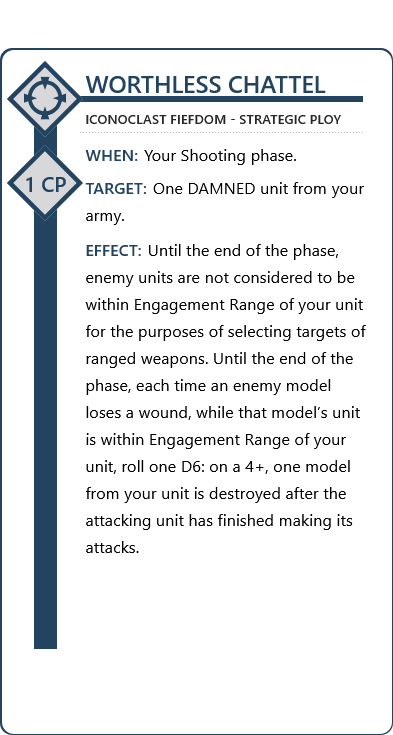 WORTHLESS CHATTEL
ICONOCLAST FIEFDOM - STRATEGIC PLOY
1 CP
WHEN: Your Shooting phase.
TARGET: One DAMNED unit from your
army.
EFFECT: Until the end of the phase,
enemy units are not considered to be
within Engagement Range of your unit
for the purposes of selecting targets of
ranged weapons. Until the end of the
phase, each time an enemy model
loses a wound, while that model’s unit
is within Engagement Range of your
unit, roll one D6: on a 4+, one model
from your unit is destroyed after the
attacking unit has finished making its
attacks.